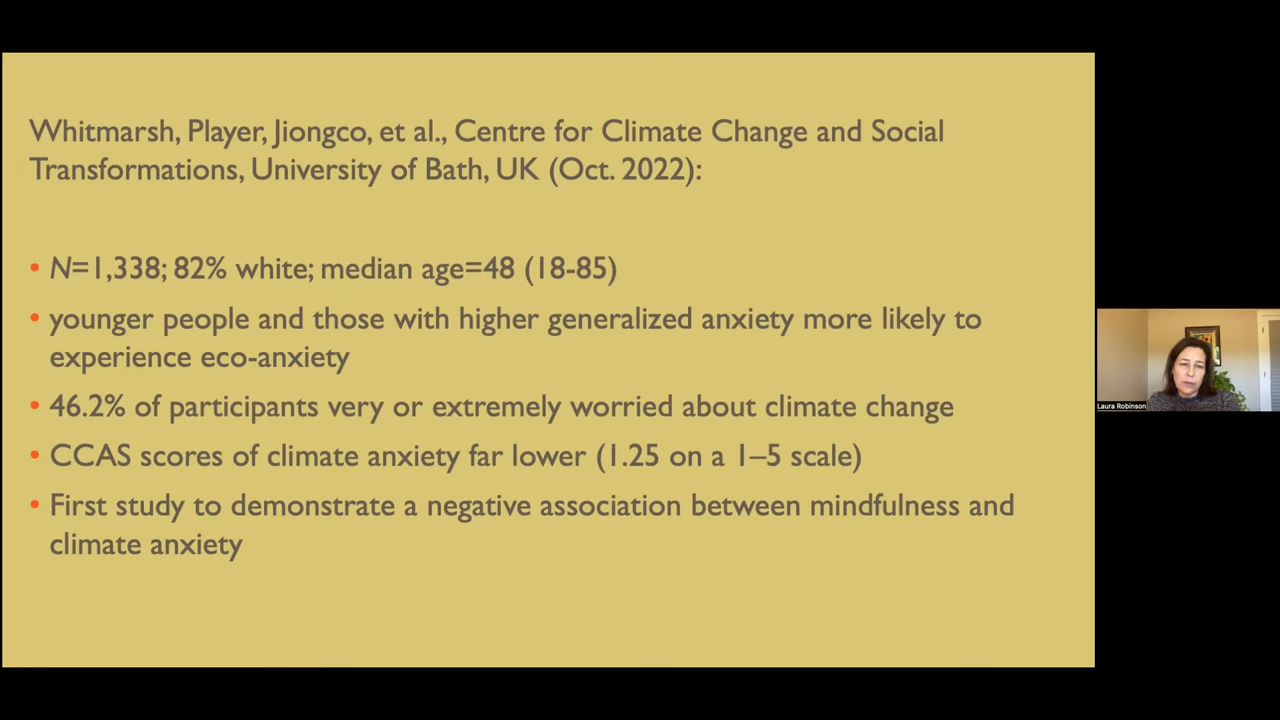 Whitmarsh, Player, Jiongco, et al., Centre for Climate Change and Social
Transformations, University of Bath, UK (Oct. 2022):
• N=1,338; 82% white; median age=48 (18-85)
• younger people and those with higher generalized anxiety more likely to
experience eco-anxiety
• 46.2% of participants very or extremely worried about climate change
• CCAS scores of climate anxiety far lower (1.25 on a 1–5 scale)
• First study to demonstrate a negative association between mindfulness and
climate anxiety
Laura Robinson